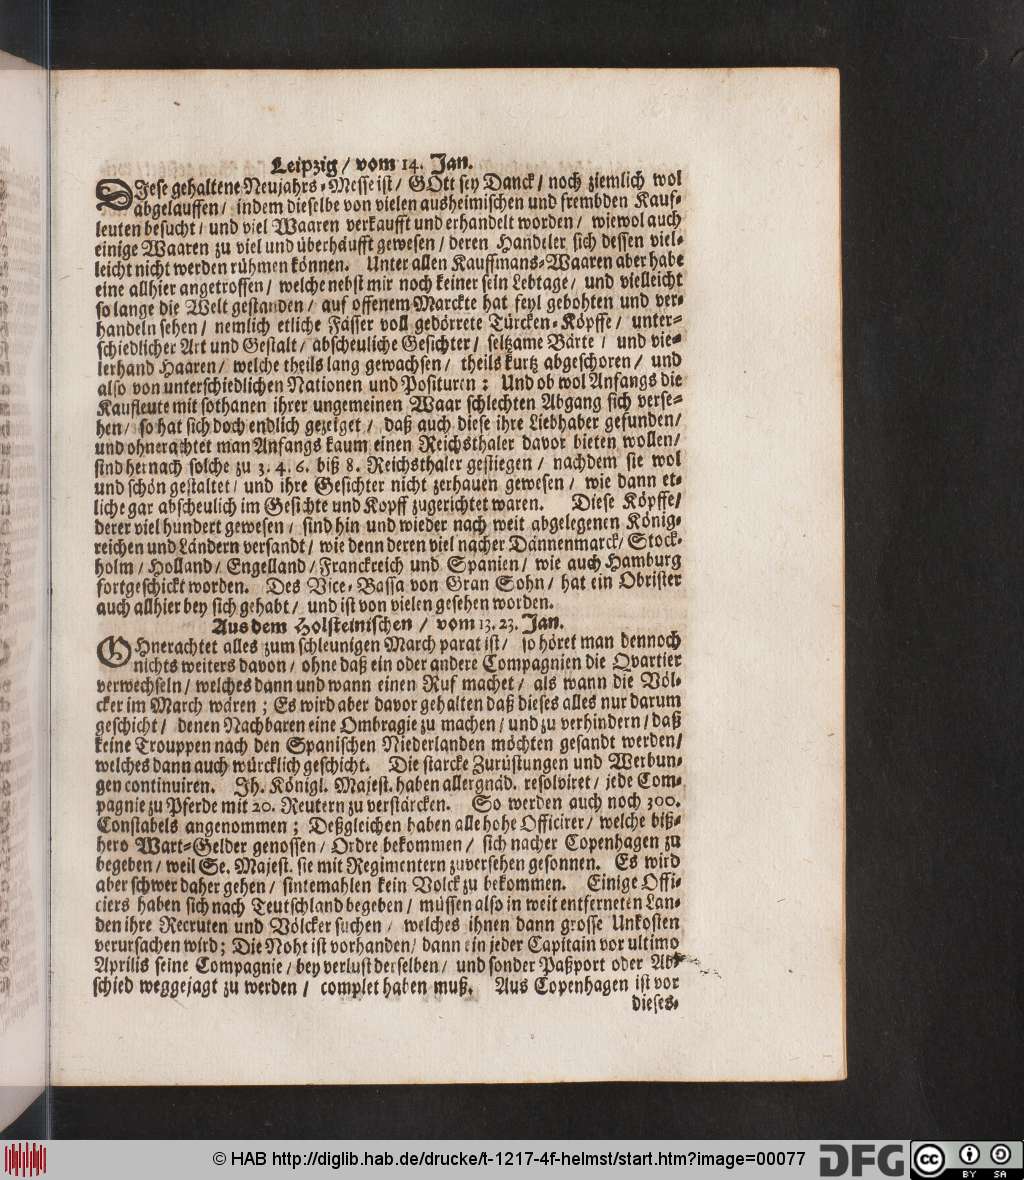 Leipzig / vom 14. Jan.
DIese gehaltene Neujahrs-Messe ist / GOtt sey Danck / noch ziemlich wol
abgelauffen / indem dieselbe von vielen ausheimischen und frembden Kauf-
leuten besucht / und viel Waaren verkaufft und erhandelt worden / wiewol auch
einige Waaren zu viel und überhäufft gewesen / deren Handeler sich dessen viel-
leicht nicht werden rühmen können. Unter allen Kauffmans-Waaren aber habe
eine allhier angetroffen / welche nebst mir noch keiner sein Lebtage / und vielleicht
so lange die Welt gestanden / auf offenem Marckte hat feyl gebohten und ver-
handeln sehen / nemlich etliche Fässer voll gedörrete Türcken-Köpffe / unter-
schiedlicher Art und Gestalt / abscheuliche Gesichter / seltzame Bärte / und vie-
lerhand Haaren / welche theils lang gewachsen / theils kurtz abgeschoren / und
also von unterschiedlichen Nationen und Posituren : Und ob wol Anfangs die
Kaufleute mit sothanen ihrer ungemeinen Waar schlechten Abgang sich verse-
hen / so hat sich doch endlich gezeiget / daß auch diese ihre Liebhaber gefunden /
und ohnerachtet man Anfangs kaum einen Reichsthaler davor bieten wollen /
sind hernach solche zu 3. 4. 6. biß 8. Reichsthaler gestiegen / nachdem sie wol
und schön gestaltet / und ihre Gesichter nicht zerhauen gewesen / wie dann et-
liche gar abscheulich im Gesichte und Kopff zugerichtet waren. Diese Köpffe /
derer viel hundert gewesen / sind hin und wieder nach weit abgelegenen König-
reichen und Ländern versandt / wie denn deren viel nacher Dännenmarck / Stock-
holm / Holland / Engelland / Franckreich und Spanien / wie auch Hamburg
fortgeschickt worden. Des Vice-Bassa von Gran Sohn / hat ein Obrister
auch allhier bey sich gehabt / und ist von vielen gesehen worden.
Aus dem Holsteinischen / vom 13. 23. Jan.
OHnerachtet alles zum schleunigen March parat ist / so höret man dennoch
nichts weiters davon / ohne daß ein oder andere Compagnien die Qvartier
verwechseln / welches dann und wann einen Ruf machet / als wann die Völ-
cker im March wären ; Es wird aber davor gehalten daß dieses alles nur darum
geschicht / denen Nachbaren eine Ombragie zu machen / und zu verhindern / daß
keine Trouppen nach den Spanischen Niederlanden möchten gesandt werden /
welches dann auch würcklich geschicht. Die starcke Zurüstungen und Werbun-
gen continuiren. Ih. Königl. Majest. haben allergnäd. resolviret / jede Com-
pagnie zu Pferde mit 20. Reutern zu verstärcken. So werden auch noch 300.
Constabels angenommen ; Deßgleichen haben alle hohe Officirer / welche biß-
hero Wart-Gelder genossen / Ordre bekommen / sich nacher Copenhagen zu
begeben / weil Se. Majest. sie mit Regimentern zuversehen gesonnen. Es wird
aber schwer daher gehen / sintemahlen kein Volck zu bekommen. Einige Offi-
ciers haben sich nach Teutschland begeben / müssen also in weit entferneten Lan-
den ihre Recruten und Völcker suchen / welches ihnen dann grosse Unkosten
verursachen wird ; Die Noht ist vorhanden / dann ein jeder Capitain vor ultimo
Aprilis seine Compagnie / bey verlust derselben / und sonder Paßport oder Ab-
schied weggejagt zu werden / complet haben muß. Aus Copenhagen ist vor
dieses-
© HAB http://diglib.hab.de/drucke/t-1217-4f-helmst/start.htm?image=00077
DFG
cc
BY SA